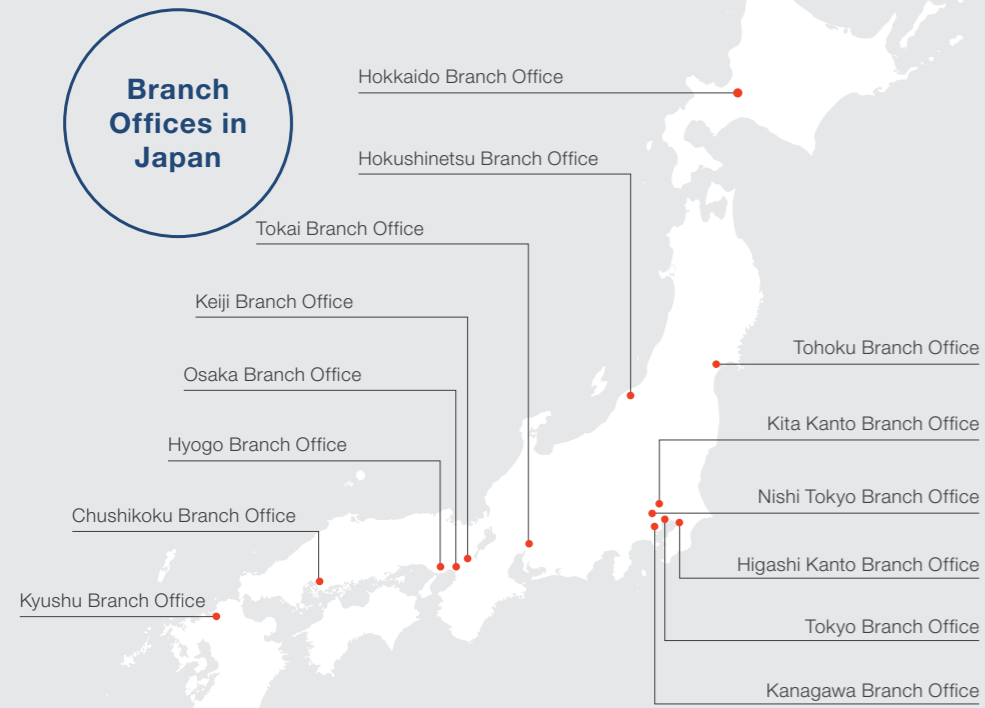 Branch
Offices in
Japan
Hokkaido Branch Office
Hokushinetsu Branch Office
Tokai Branch Office
Keiji Branch Office
Osaka Branch Office
Hyogo Branch Office
Chushikoku Branch Office
Kyushu Branch Office
Tohoku Branch Office
Kita Kanto Branch Office
Nishi Tokyo Branch Office
Higashi Kanto Branch Office
Tokyo Branch Office
Kanagawa Branch Office